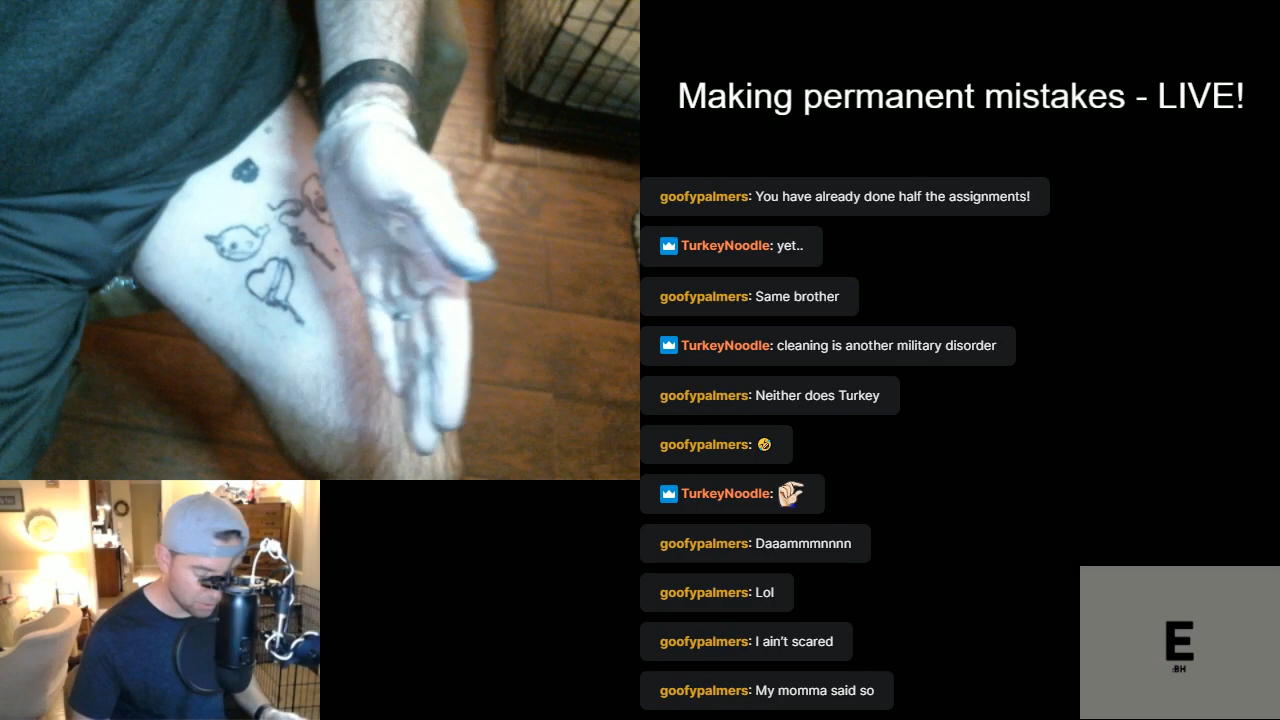 Making permanent mistakes - LIVE!
goofypalmers: You have already done half the assignments!
TurkeyNoodle: yet..
goofypalmers: Same brother
TurkeyNoodle: cleaning is another military disorder
goofypalmers: Neither does Turkey
goofypalmers: 🤣
TurkeyNoodle:
goofypalmers: Daaammmnnnn
goofypalmers: Lol
goofypalmers: I ain't scared
goofypalmers: My momma said so
E
:BH